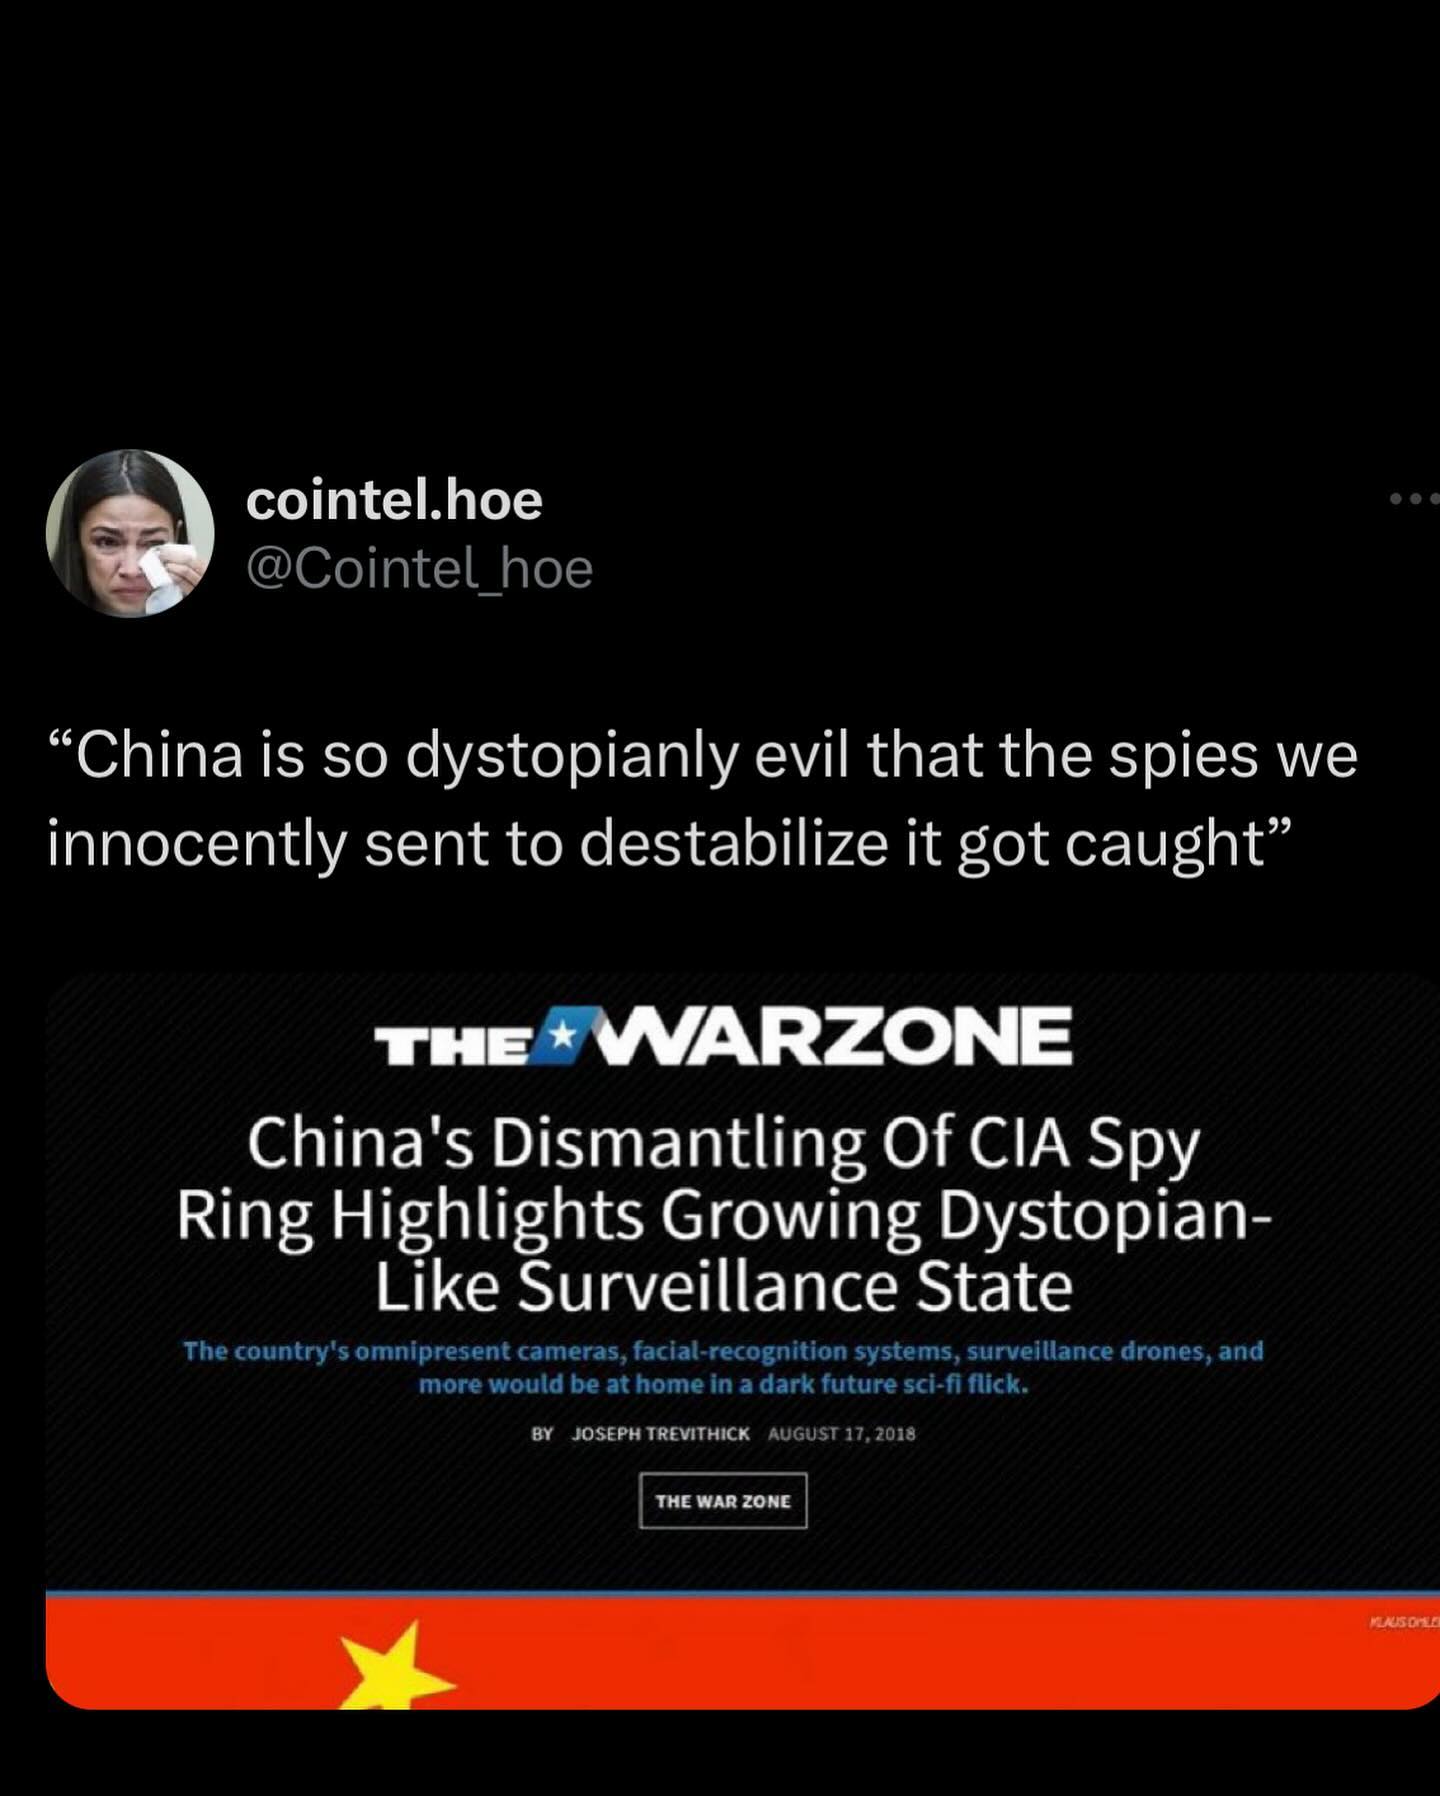 cointel.hoe
@Cointel_hoe
“China is so dystopianly evil that the spies we
innocently sent to destabilize it got caught”
THE WARZONE
China's Dismantling Of CIA Spy
Ring Highlights Growing Dystopian-
Like Surveillance State
The country's omnipresent cameras, facial-recognition systems, surveillance drones, and
more would be at home in a dark future sci-fi flick.
BY JOSEPH TREVITHICK AUGUST 17, 2018
THE WAR ZONE